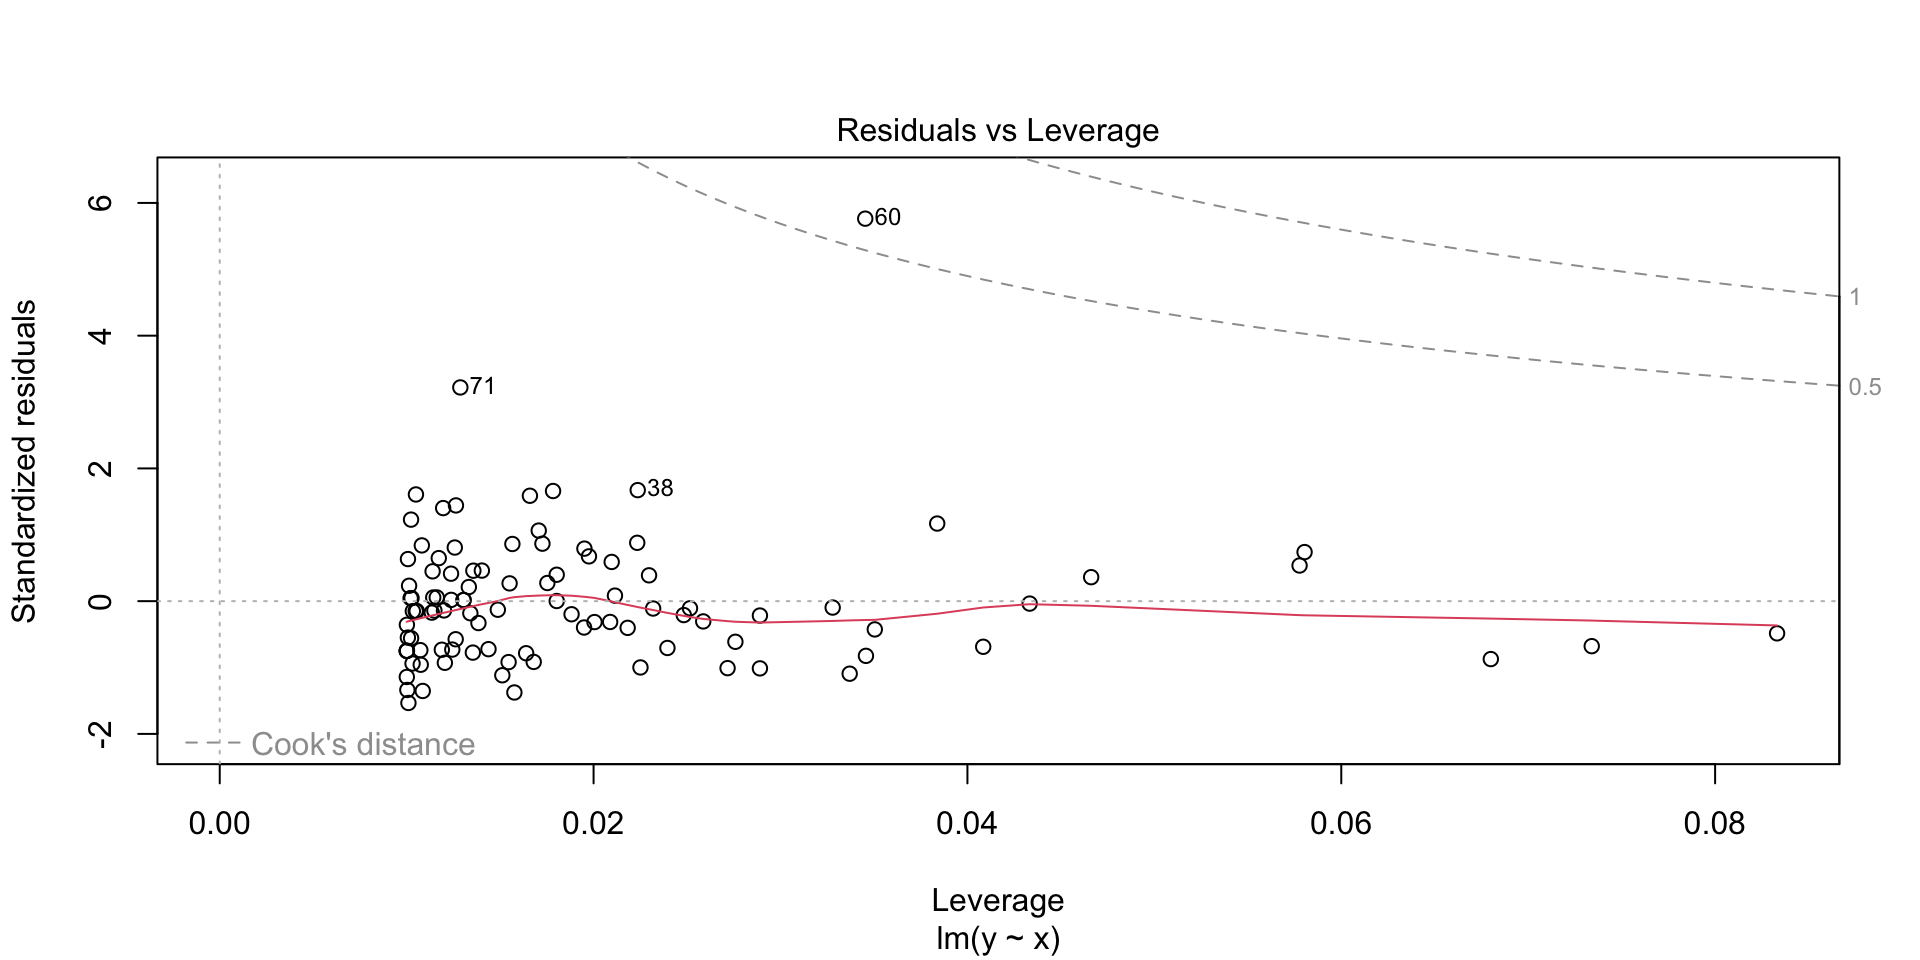 Residuals vs Leverage
Standardized residuals
6
4
2
0
-2
60
71
38
1
0.5
Cook's distance
0.00 0.02 0.04 0.06 0.08
Leverage
lm(y ~ x)